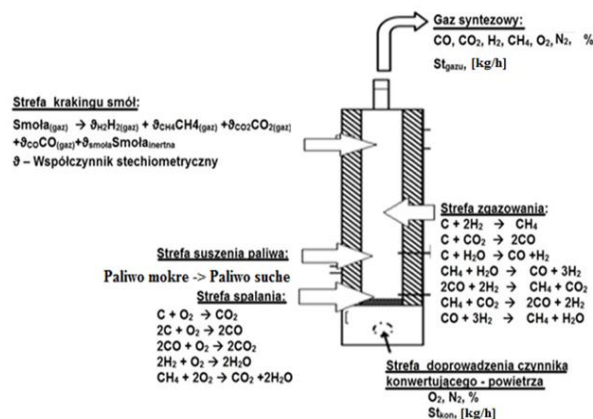 Gaz syntezowy:
CO, CO₂, H₂, CH₄, O₂, N₂, %
St_gazu, [kg/h]
Strefa krakingu smół:
Smoła(gaz) → ϑH2H₂(gaz) + ϑCH4CH4(gaz) +ϑCO2CO₂(gaz)
+ϑCOCO(gaz)+ϑsmołaSmołainertna
ϑ – Współczynnik stechiometryczny
Strefa zgazowania:
C + 2H₂ → CH₄
C + CO₂ → 2CO
C + H₂O → CO +H₂
CH₄ + H₂O → CO + 3H₂
2CO + 2H₂ → CH₄ + CO₂
CH₄ + CO₂ → 2CO + 2H₂
CO + 3H₂ → CH₄ + H₂O
Strefa suszenia paliwa:
Paliwo mokre -> Paliwo suche
Strefa spalania:
C + O₂ → CO₂
2C + O₂ → 2CO
2CO + O₂ → 2CO₂
2H₂ + O₂ → 2H₂O
CH₄ + 2O₂ → CO₂ +2H₂O
Strefa doprowadzenia czynnika
konwertującego - powietrza
O₂, N₂, %
St_kon, [kg/h]